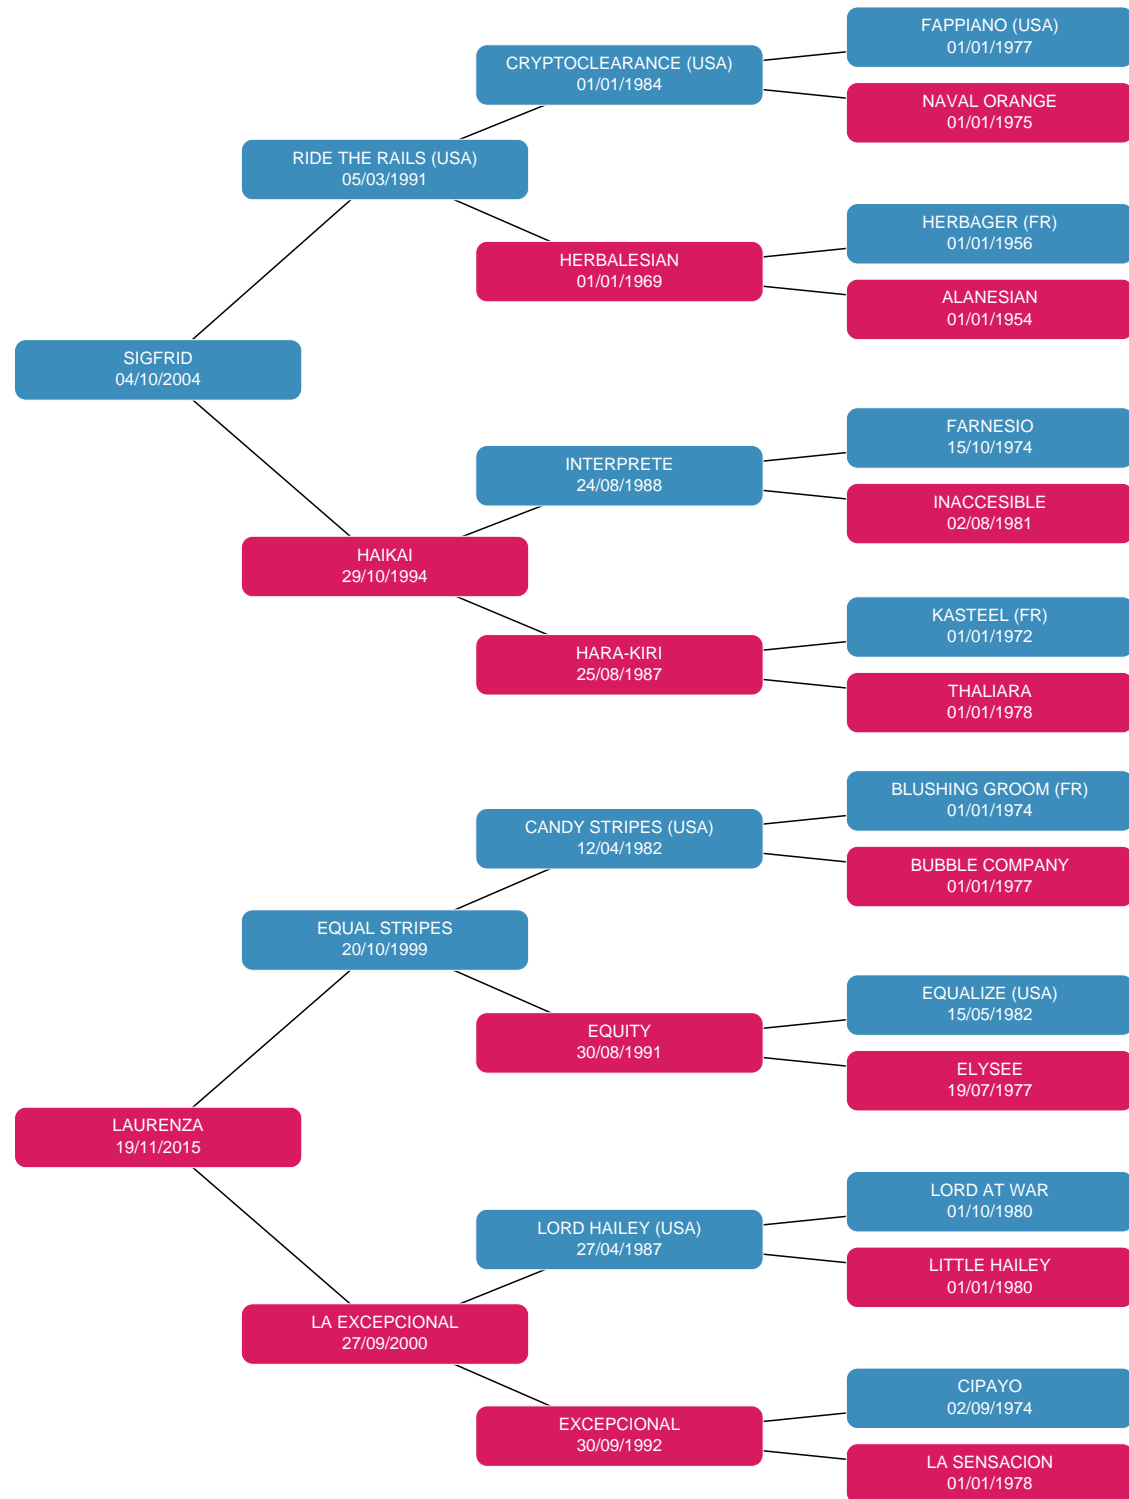 FAPPIANO (USA)
01/01/1977
CRYPTOCLEARANCE (USA)
01/01/1984
NAVAL ORANGE
01/01/1975
RIDE THE RAILS (USA)
05/03/1991
HERBAGER (FR)
01/01/1956
HERBALESIAN
01/01/1969
ALANESIAN
01/01/1954
SIGFRID
04/10/2004
FARNESIO
15/10/1974
INTERPRETE
24/08/1988
INACCESIBLE
02/08/1981
HAIKAI
29/10/1994
KASTEEL (FR)
01/01/1972
HARA-KIRI
25/08/1987
THALIARA
01/01/1978
BLUSHING GROOM (FR)
01/01/1974
CANDY STRIPES (USA)
12/04/1982
BUBBLE COMPANY
01/01/1977
EQUAL STRIPES
20/10/1999
EQUALIZE (USA)
15/05/1982
EQUITY
30/08/1991
ELYSEE
19/07/1977
LAURENZA
19/11/2015
LORD AT WAR
01/10/1980
LORD HAILEY (USA)
27/04/1987
LITTLE HAILEY
01/01/1980
LA EXCEPCIONAL
27/09/2000
CIPAYO
02/09/1974
EXCEPCIONAL
30/09/1992
LA SENSACION
01/01/1978